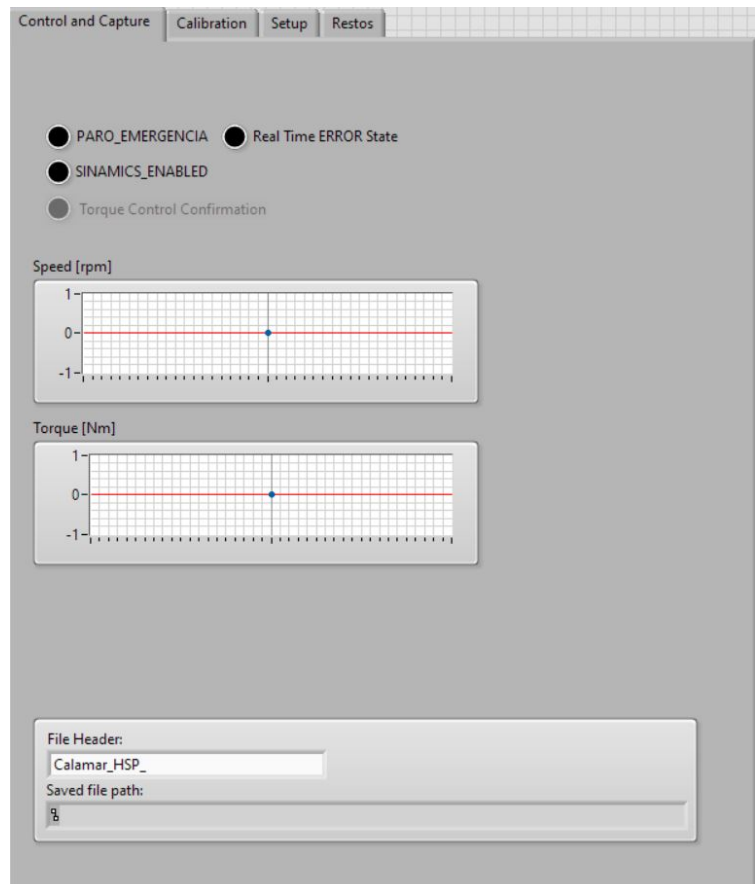 Control and Capture Calibration Setup Restos
PARO_EMERGENCIA Real Time ERROR State
SINAMICS_ENABLED
Torque Control Confirmation
Speed [rpm]
1
0
-1
Torque [Nm]
1
0
-1
File Header:
Calamar_HSP_
Saved file path: